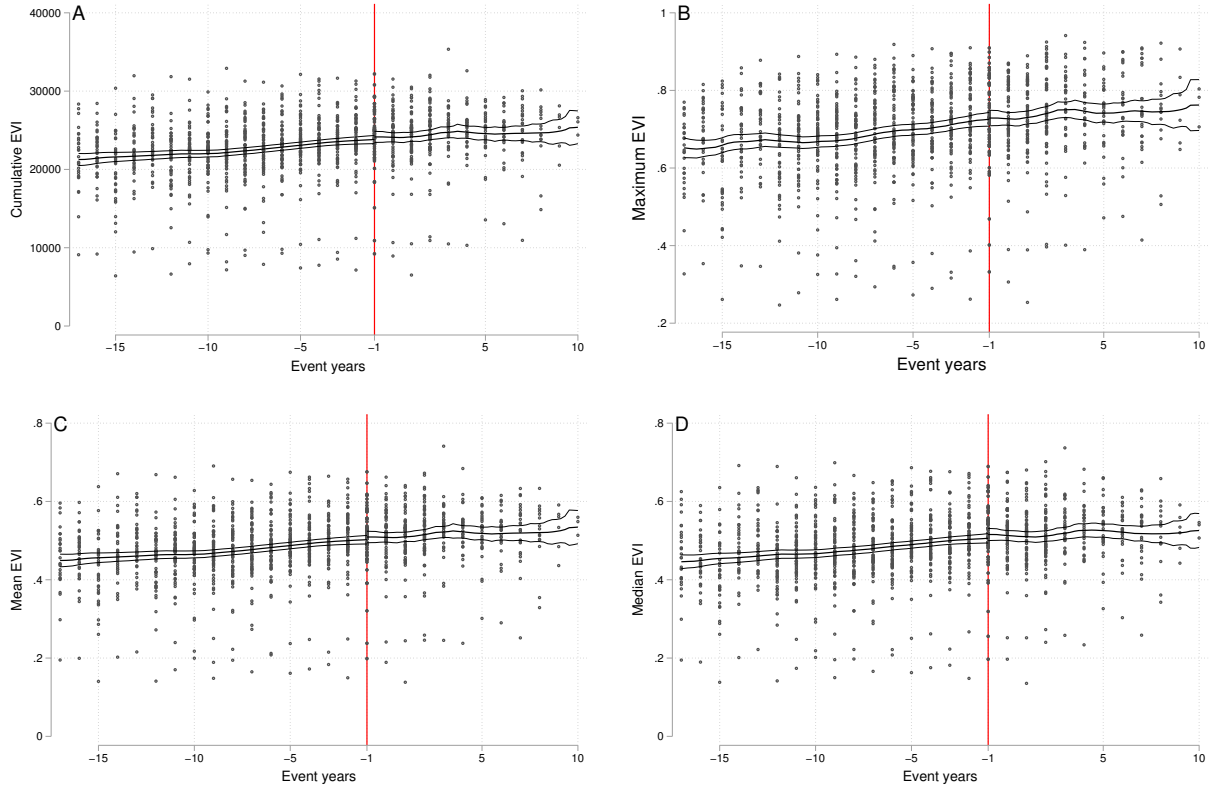 A
40000
30000
20000
10000
0
Cumulative EVI
−15 −10 −5 −1 5 10
Event years
B
1
.8
.6
.4
.2
Maximum EVI
−15 −10 −5 −1 5 10
Event years
C
.8
.6
.4
.2
0
Mean EVI
−15 −10 −5 −1 5 10
Event years
D
.8
.6
.4
.2
0
Median EVI
−15 −10 −5 −1 5 10
Event years